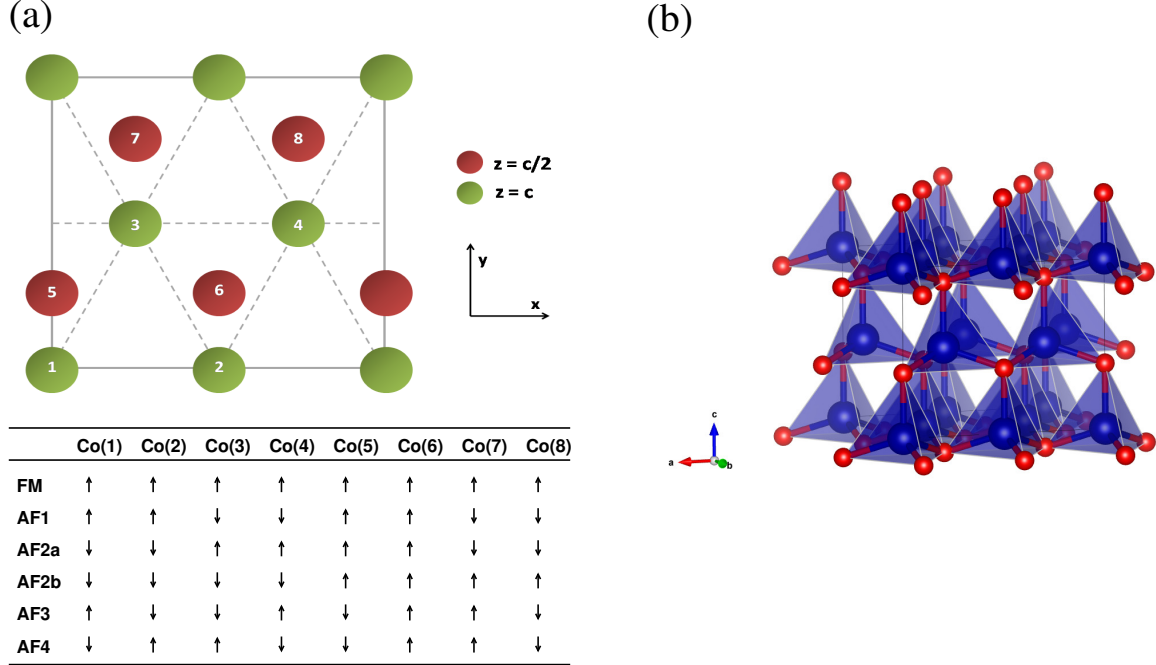 (a)
(b)
7 8
z = c/2
z = c
3 4
y
5 6
x
1 2
Co(1) Co(2) Co(3) Co(4) Co(5) Co(6) Co(7) Co(8)
FM ↑ ↑ ↑ ↑ ↑ ↑ ↑ ↑
AF1 ↑ ↑ ↓ ↓ ↑ ↑ ↓ ↓
AF2a ↓ ↓ ↑ ↑ ↑ ↑ ↓ ↓
AF2b ↓ ↓ ↓ ↓ ↑ ↑ ↑ ↑
AF3 ↑ ↓ ↓ ↑ ↓ ↑ ↑ ↓
AF4 ↓ ↑ ↑ ↓ ↓ ↑ ↑ ↓
c
a
b